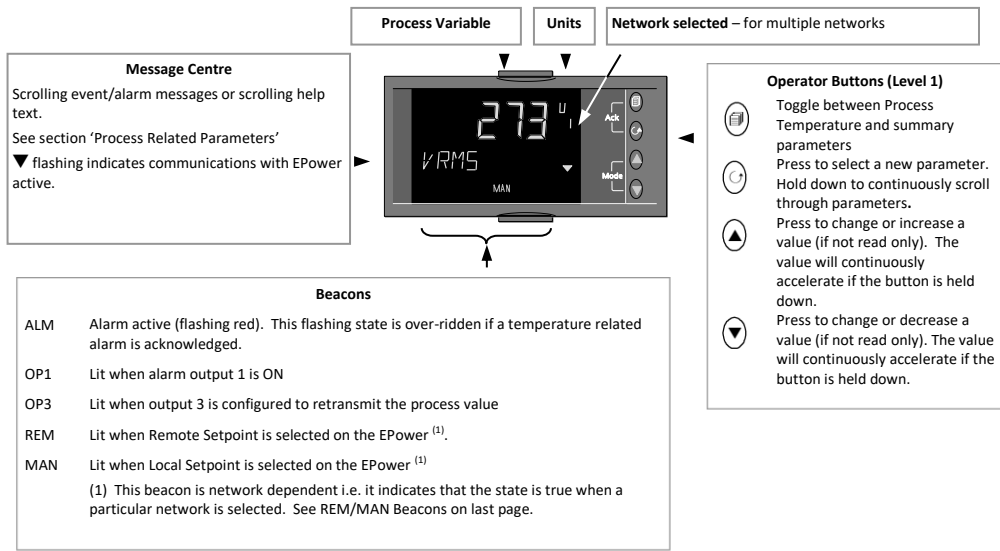 Process Variable
Units
Network selected – for multiple networks
Message Centre
Scrolling event/alarm messages or scrolling help
text.
See section 'Process Related Parameters'
▼ flashing indicates communications with EPower
active.
273 U
1
VRMS
MAN
Ack
Mode
Operator Buttons (Level 1)
Toggle between Process
Temperature and summary
parameters
Press to select a new parameter.
Hold down to continuously scroll
through parameters.
Press to change or increase a
value (if not read only). The
value will continuously
accelerate if the button is held
down.
Press to change or decrease a
value (if not read only). The value
will continuously accelerate if the
button is held down.
Beacons
ALM Alarm active (flashing red). This flashing state is over-ridden if a temperature related
alarm is acknowledged.
OP1 Lit when alarm output 1 is ON
OP3 Lit when output 3 is configured to retransmit the process value
REM Lit when Remote Setpoint is selected on the EPower (1).
MAN Lit when Local Setpoint is selected on the EPower (1)
(1) This beacon is network dependent i.e. it indicates that the state is true when a
particular network is selected. See REM/MAN Beacons on last page.